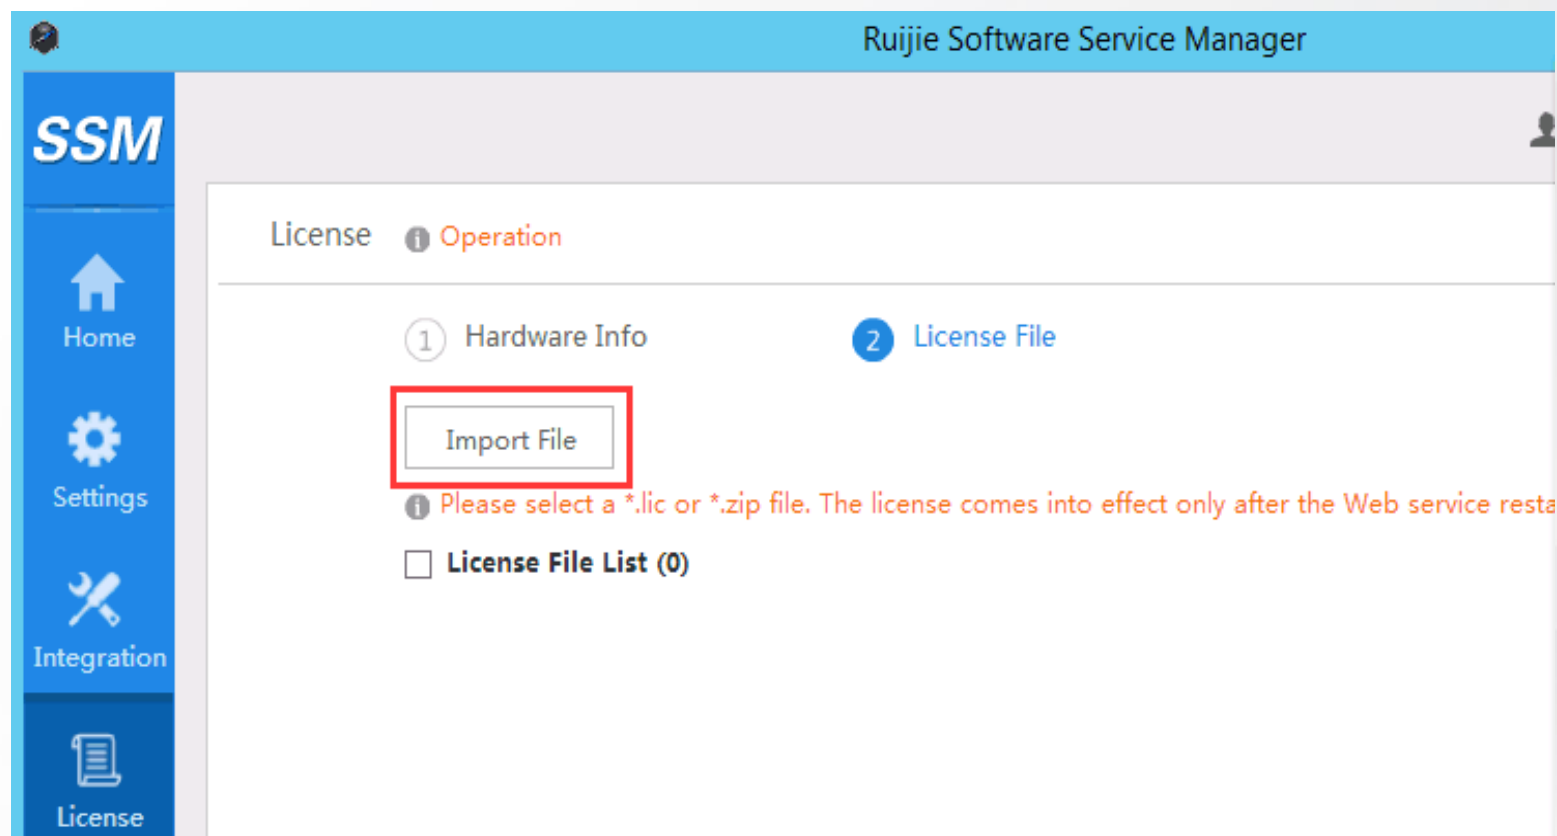 Ruijie Software Service Manager
SSM
License Operation
Home
1 Hardware Info 2 License File
Import File
Settings
Please select a *.lic or *.zip file. The license comes into effect only after the Web service resta
License File List (0)
Integration
License